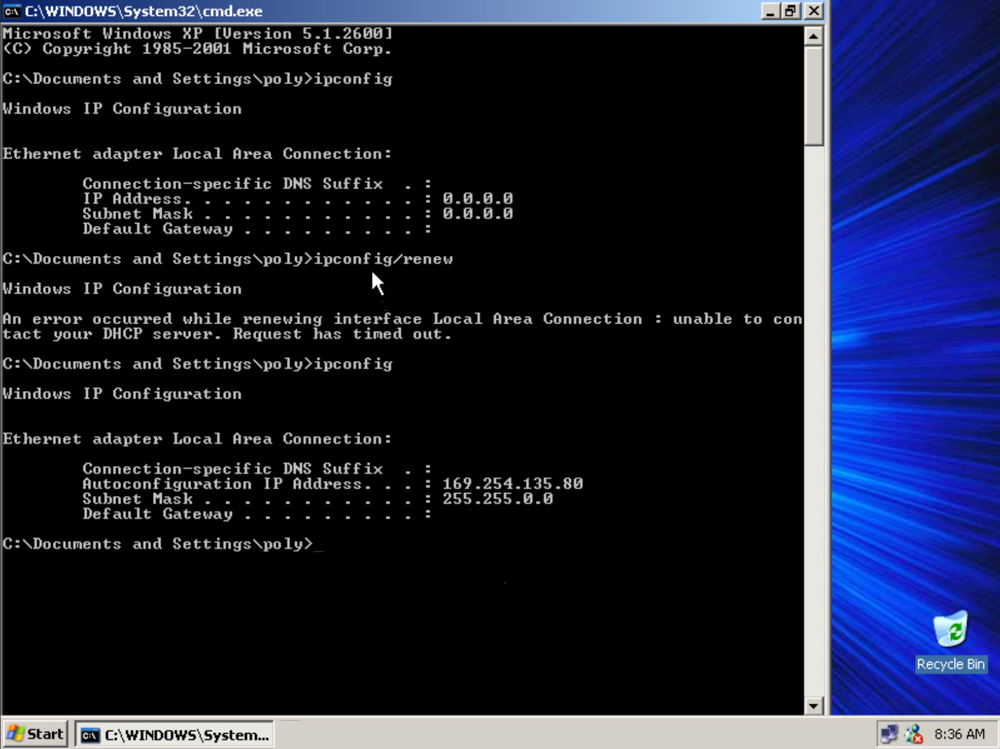 C:\WINDOWS\System32\cmd.exe
Microsoft Windows XP [Version 5.1.2600]
(C) Copyright 1985-2001 Microsoft Corp.
C:\Documents and Settings\poly>ipconfig
Windows IP Configuration
Ethernet adapter Local Area Connection:
Connection-specific DNS Suffix . :
IP Address. . . . . . . . . . . . : 0.0.0.0
Subnet Mask . . . . . . . . . . . : 0.0.0.0
Default Gateway . . . . . . . . . :
C:\Documents and Settings\poly>ipconfig/renew
Windows IP Configuration
An error occurred while renewing interface Local Area Connection : unable to con
tact your DHCP server. Request has timed out.
C:\Documents and Settings\poly>ipconfig
Windows IP Configuration
Ethernet adapter Local Area Connection:
Connection-specific DNS Suffix . :
Autoconfiguration IP Address. . . : 169.254.135.80
Subnet Mask . . . . . . . . . . . : 255.255.0.0
Default Gateway . . . . . . . . . :
C:\Documents and Settings\poly>_
Recycle Bin
Start
C:\WINDOWS\System...
8:36 AM